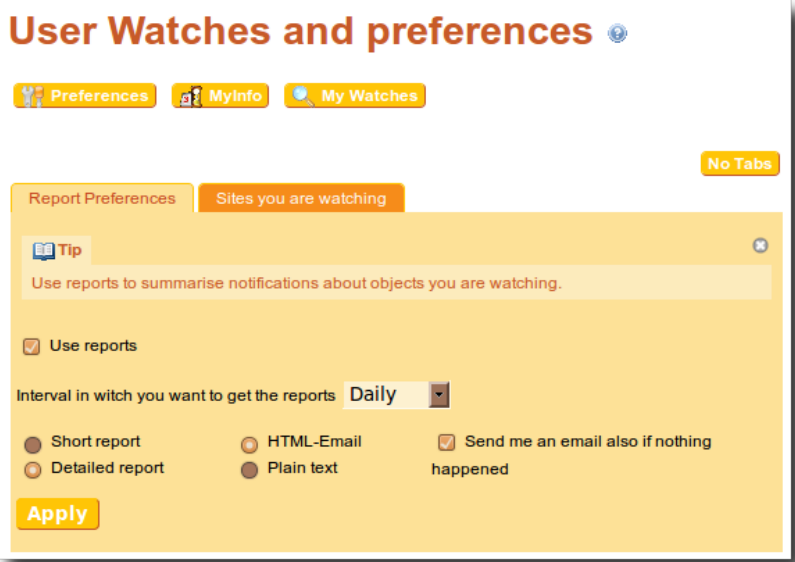 User Watches and preferences
Preferences MyInfo My Watches
No Tabs
Report Preferences Sites you are watching
Tip
Use reports to summarise notifications about objects you are watching.
Use reports
Interval in witch you want to get the reports Daily
Short report HTML-Email Send me an email also if nothing
Detailed report Plain text happened
Apply